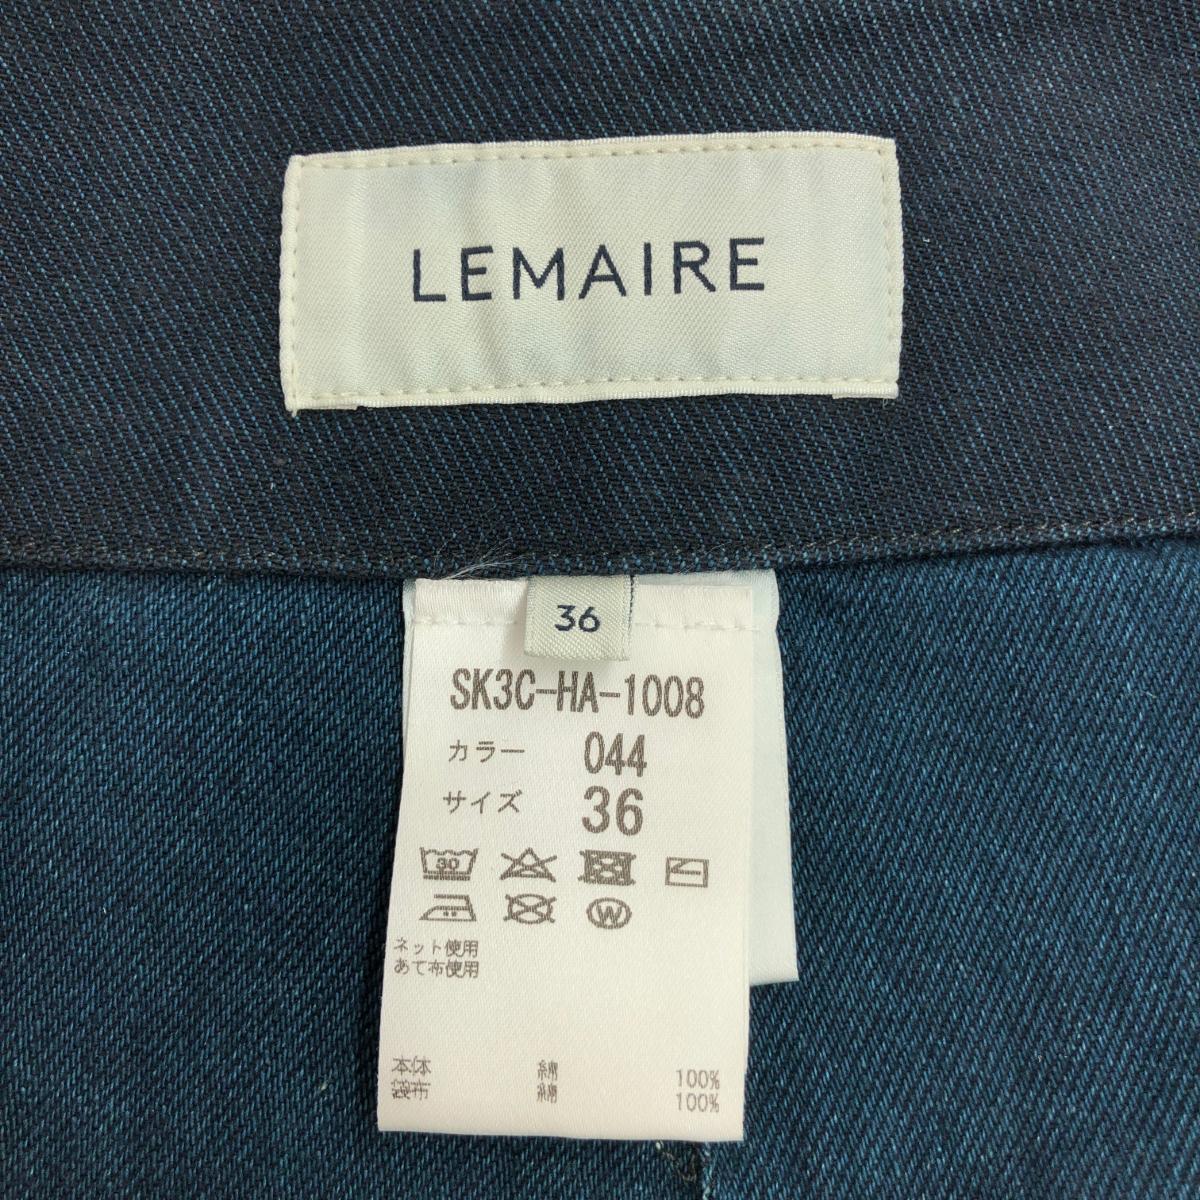 LEMAIRE
36
SK3C-HA-1008
カラー 044
サイズ 36
30
W
ネット使用
あて布使用
本体 綿 100%
袋布 綿 100%